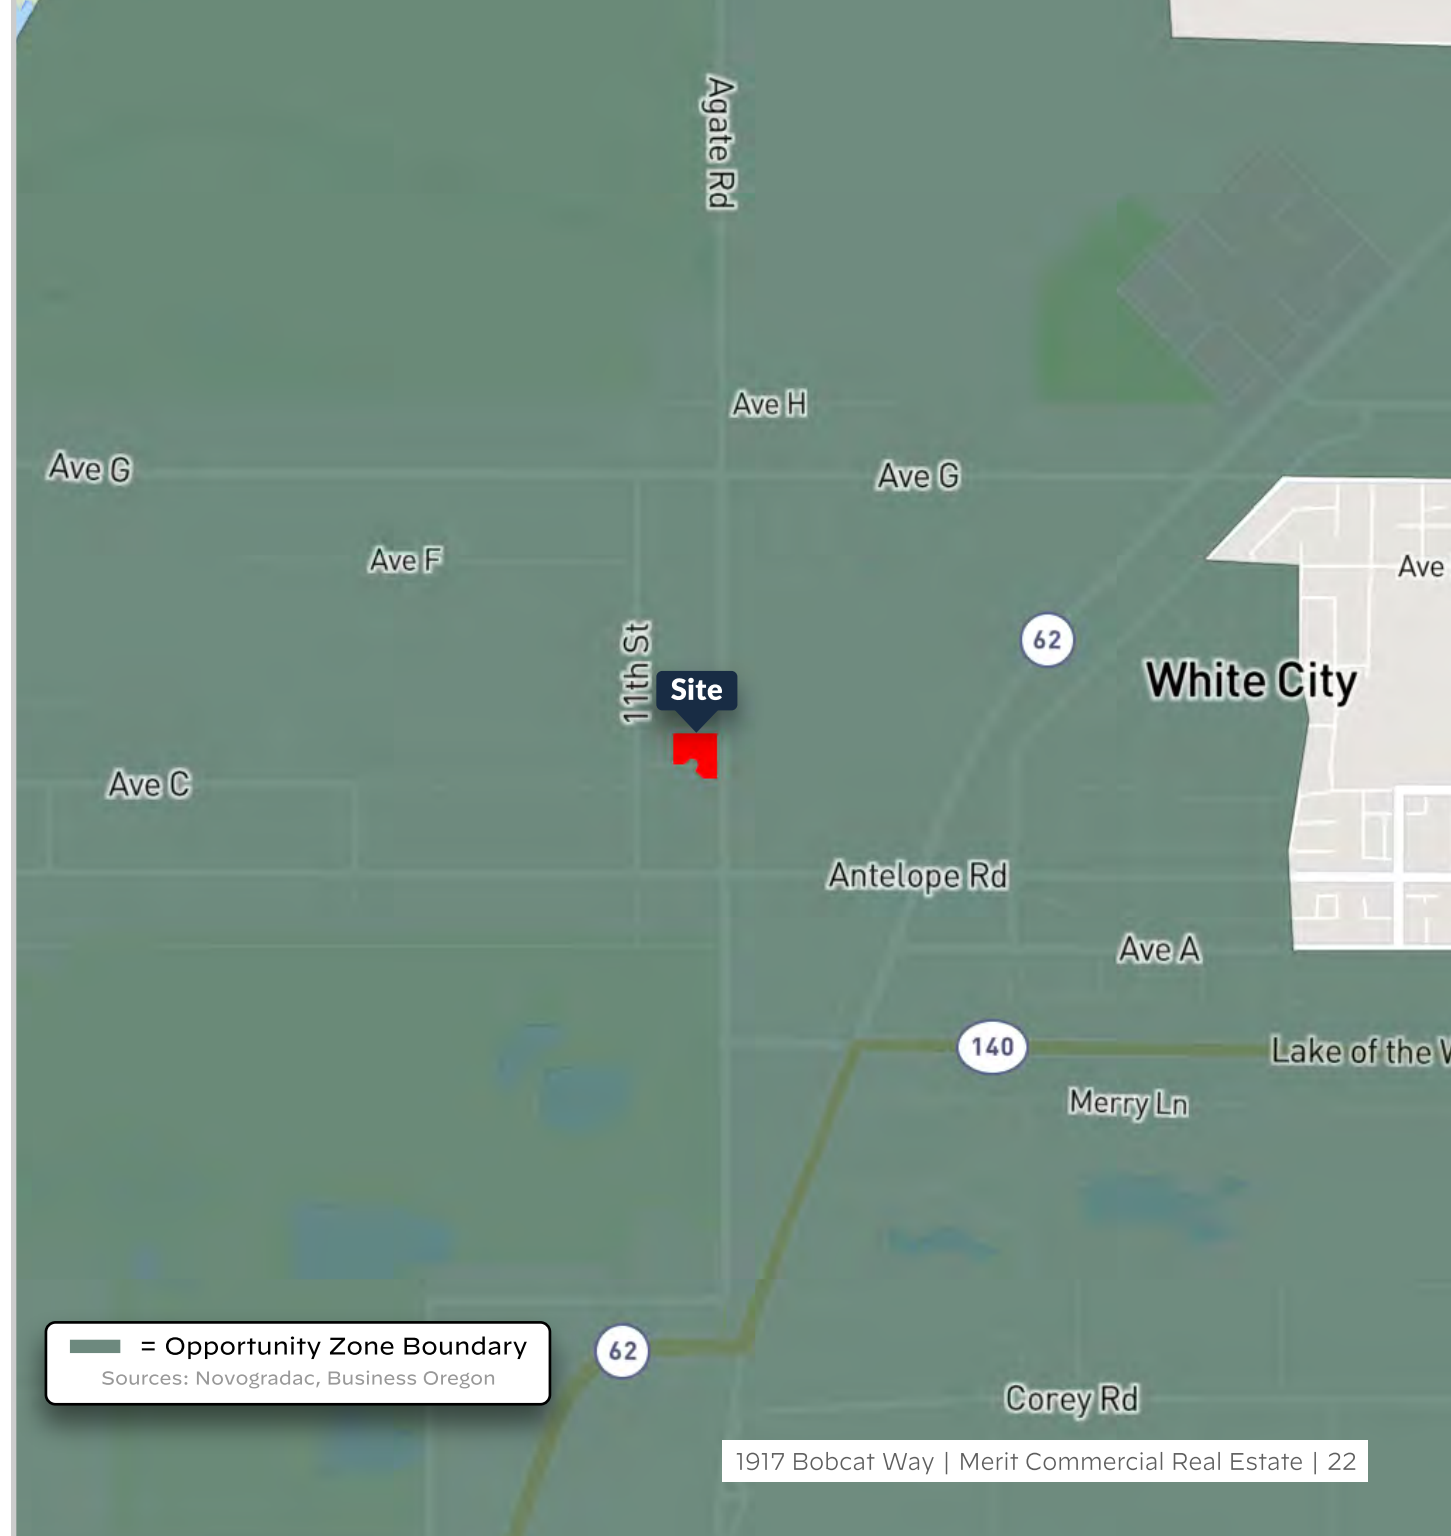 Agate Rd
Ave H
Ave G
Ave G
Ave F
Ave
62
11th St
White City
Site
Ave C
Antelope Rd
Ave A
140
Lake of the W
Merry Ln
= Opportunity Zone Boundary
Sources: Novogradac, Business Oregon
62
Corey Rd
1917 Bobcat Way | Merit Commercial Real Estate | 22